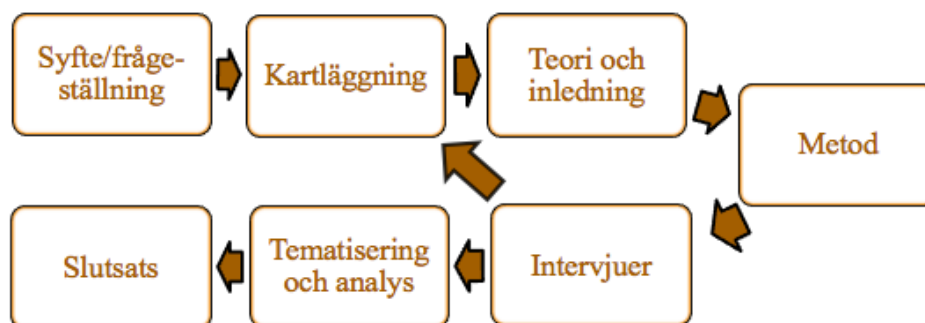 Syfte/fråge-
ställning
Kartläggning
Teori och
inledning
Metod
Intervjuer
Tematisering
och analys
Slutsats